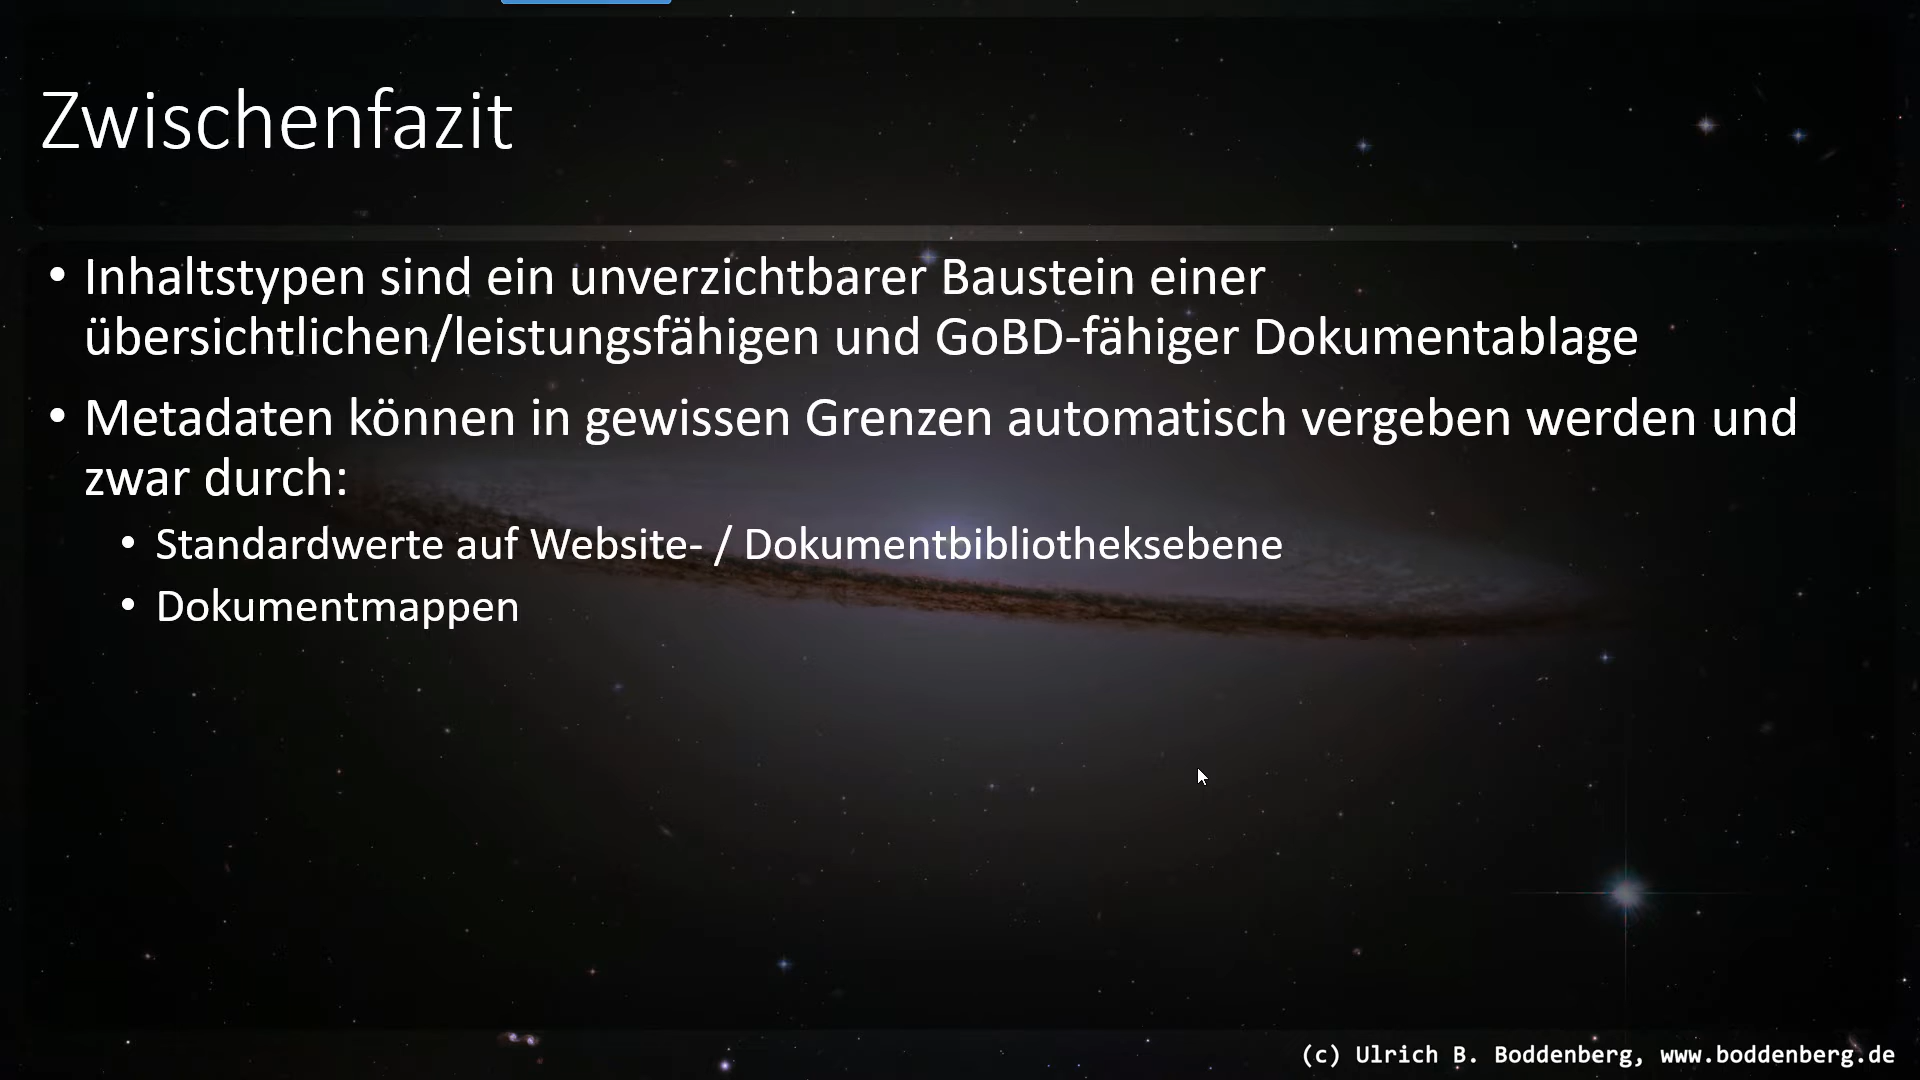 Zwischenfazit
• Inhaltstypen sind ein unverzichtbarer Baustein einer
übersichtlichen/leistungsfähigen und GoBD-fähiger Dokumentablage
• Metadaten können in gewissen Grenzen automatisch vergeben werden und
zwar durch:
• Standardwerte auf Website- / Dokumentbibliotheksebene
• Dokumentmappen
(c) Ulrich B. Boddenberg, www.boddenberg.de